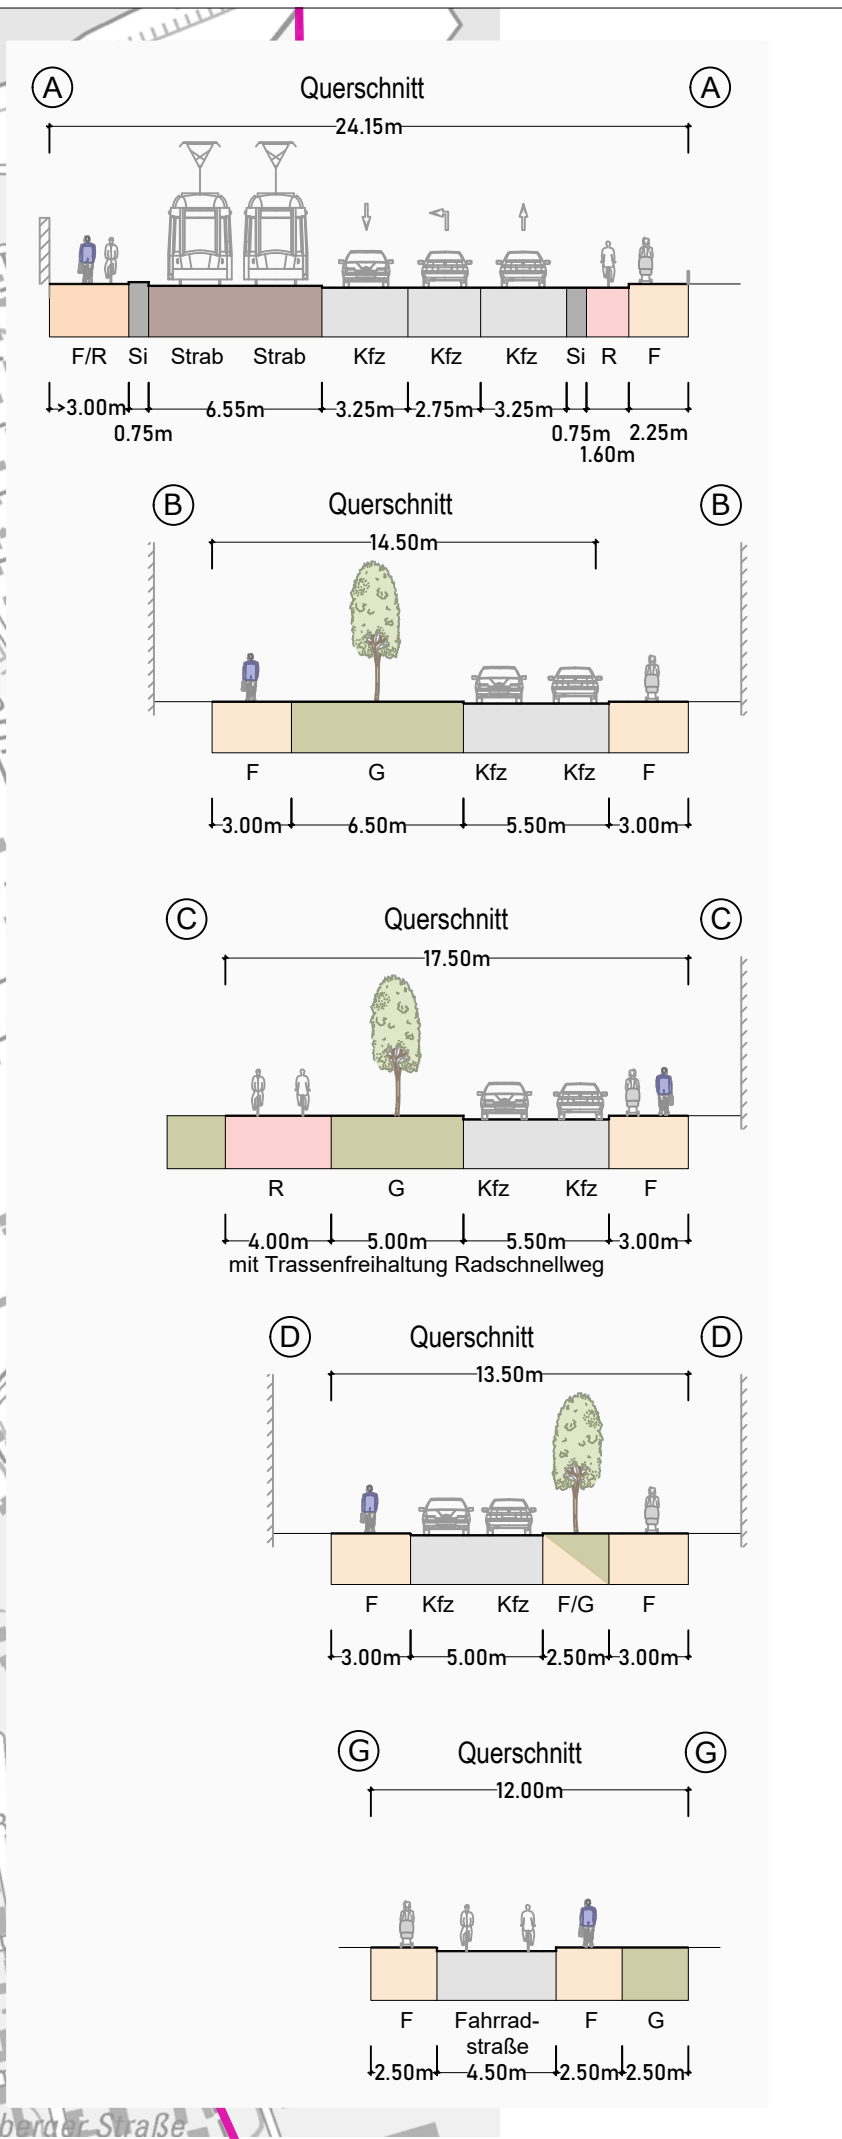 A Querschnitt A
24.15m
F/R Si Strab Strab Kfz Kfz Kfz Si R F
>3.00m 6.55m 3.25m 2.75m 3.25m
0.75m 0.75m 2.25m
1.60m
B Querschnitt B
14.50m
F G Kfz Kfz F
3.00m 6.50m 5.50m 3.00m
C Querschnitt C
17.50m
R G Kfz Kfz F
4.00m 5.00m 5.50m 3.00m
mit Trassenfreihaltung Radschnellweg
D Querschnitt D
13.50m
F Kfz Kfz F/G F
3.00m 5.00m 2.50m 3.00m
G Querschnitt G
12.00m
F Fahrrad- F G
straße
2.50m 4.50m 2.50m 2.50m
berger Straße